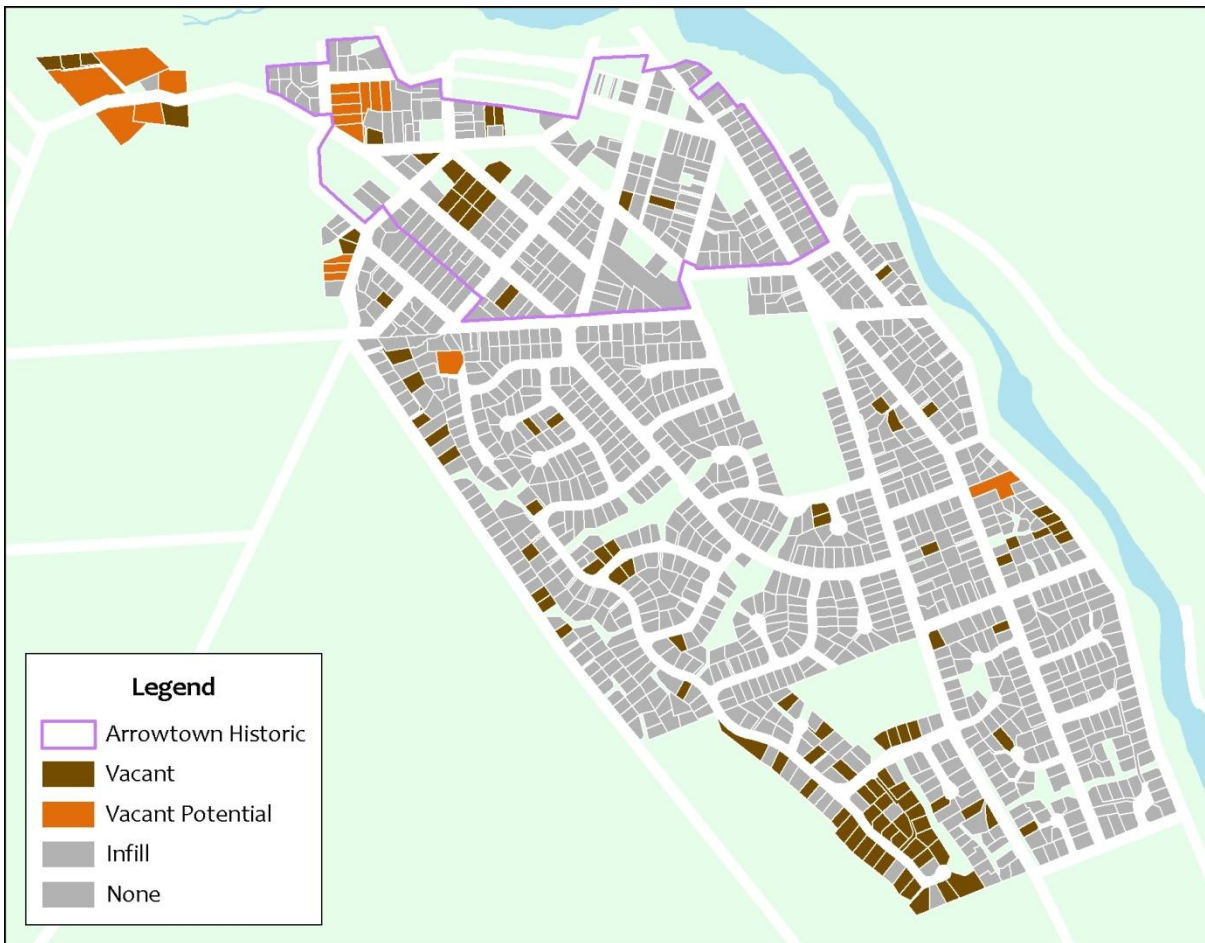 Legend
Arrowtown Historic
Vacant
Vacant Potential
Infill
None